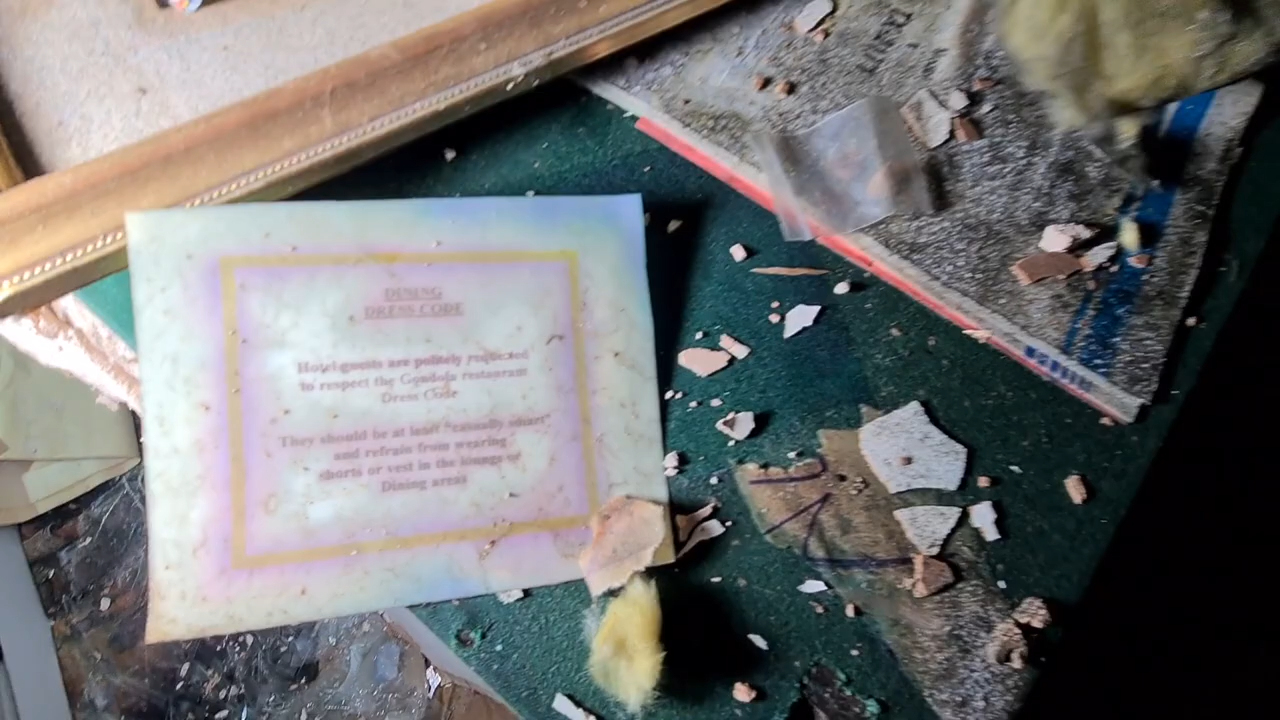 DINING
DRESS CODE
Hotel guests are politely requested
to respect the Gondola restaurant
Dress Code
They should be at least "casually smart"
and refrain from wearing
shorts or vest in the lounge or
Dining areas